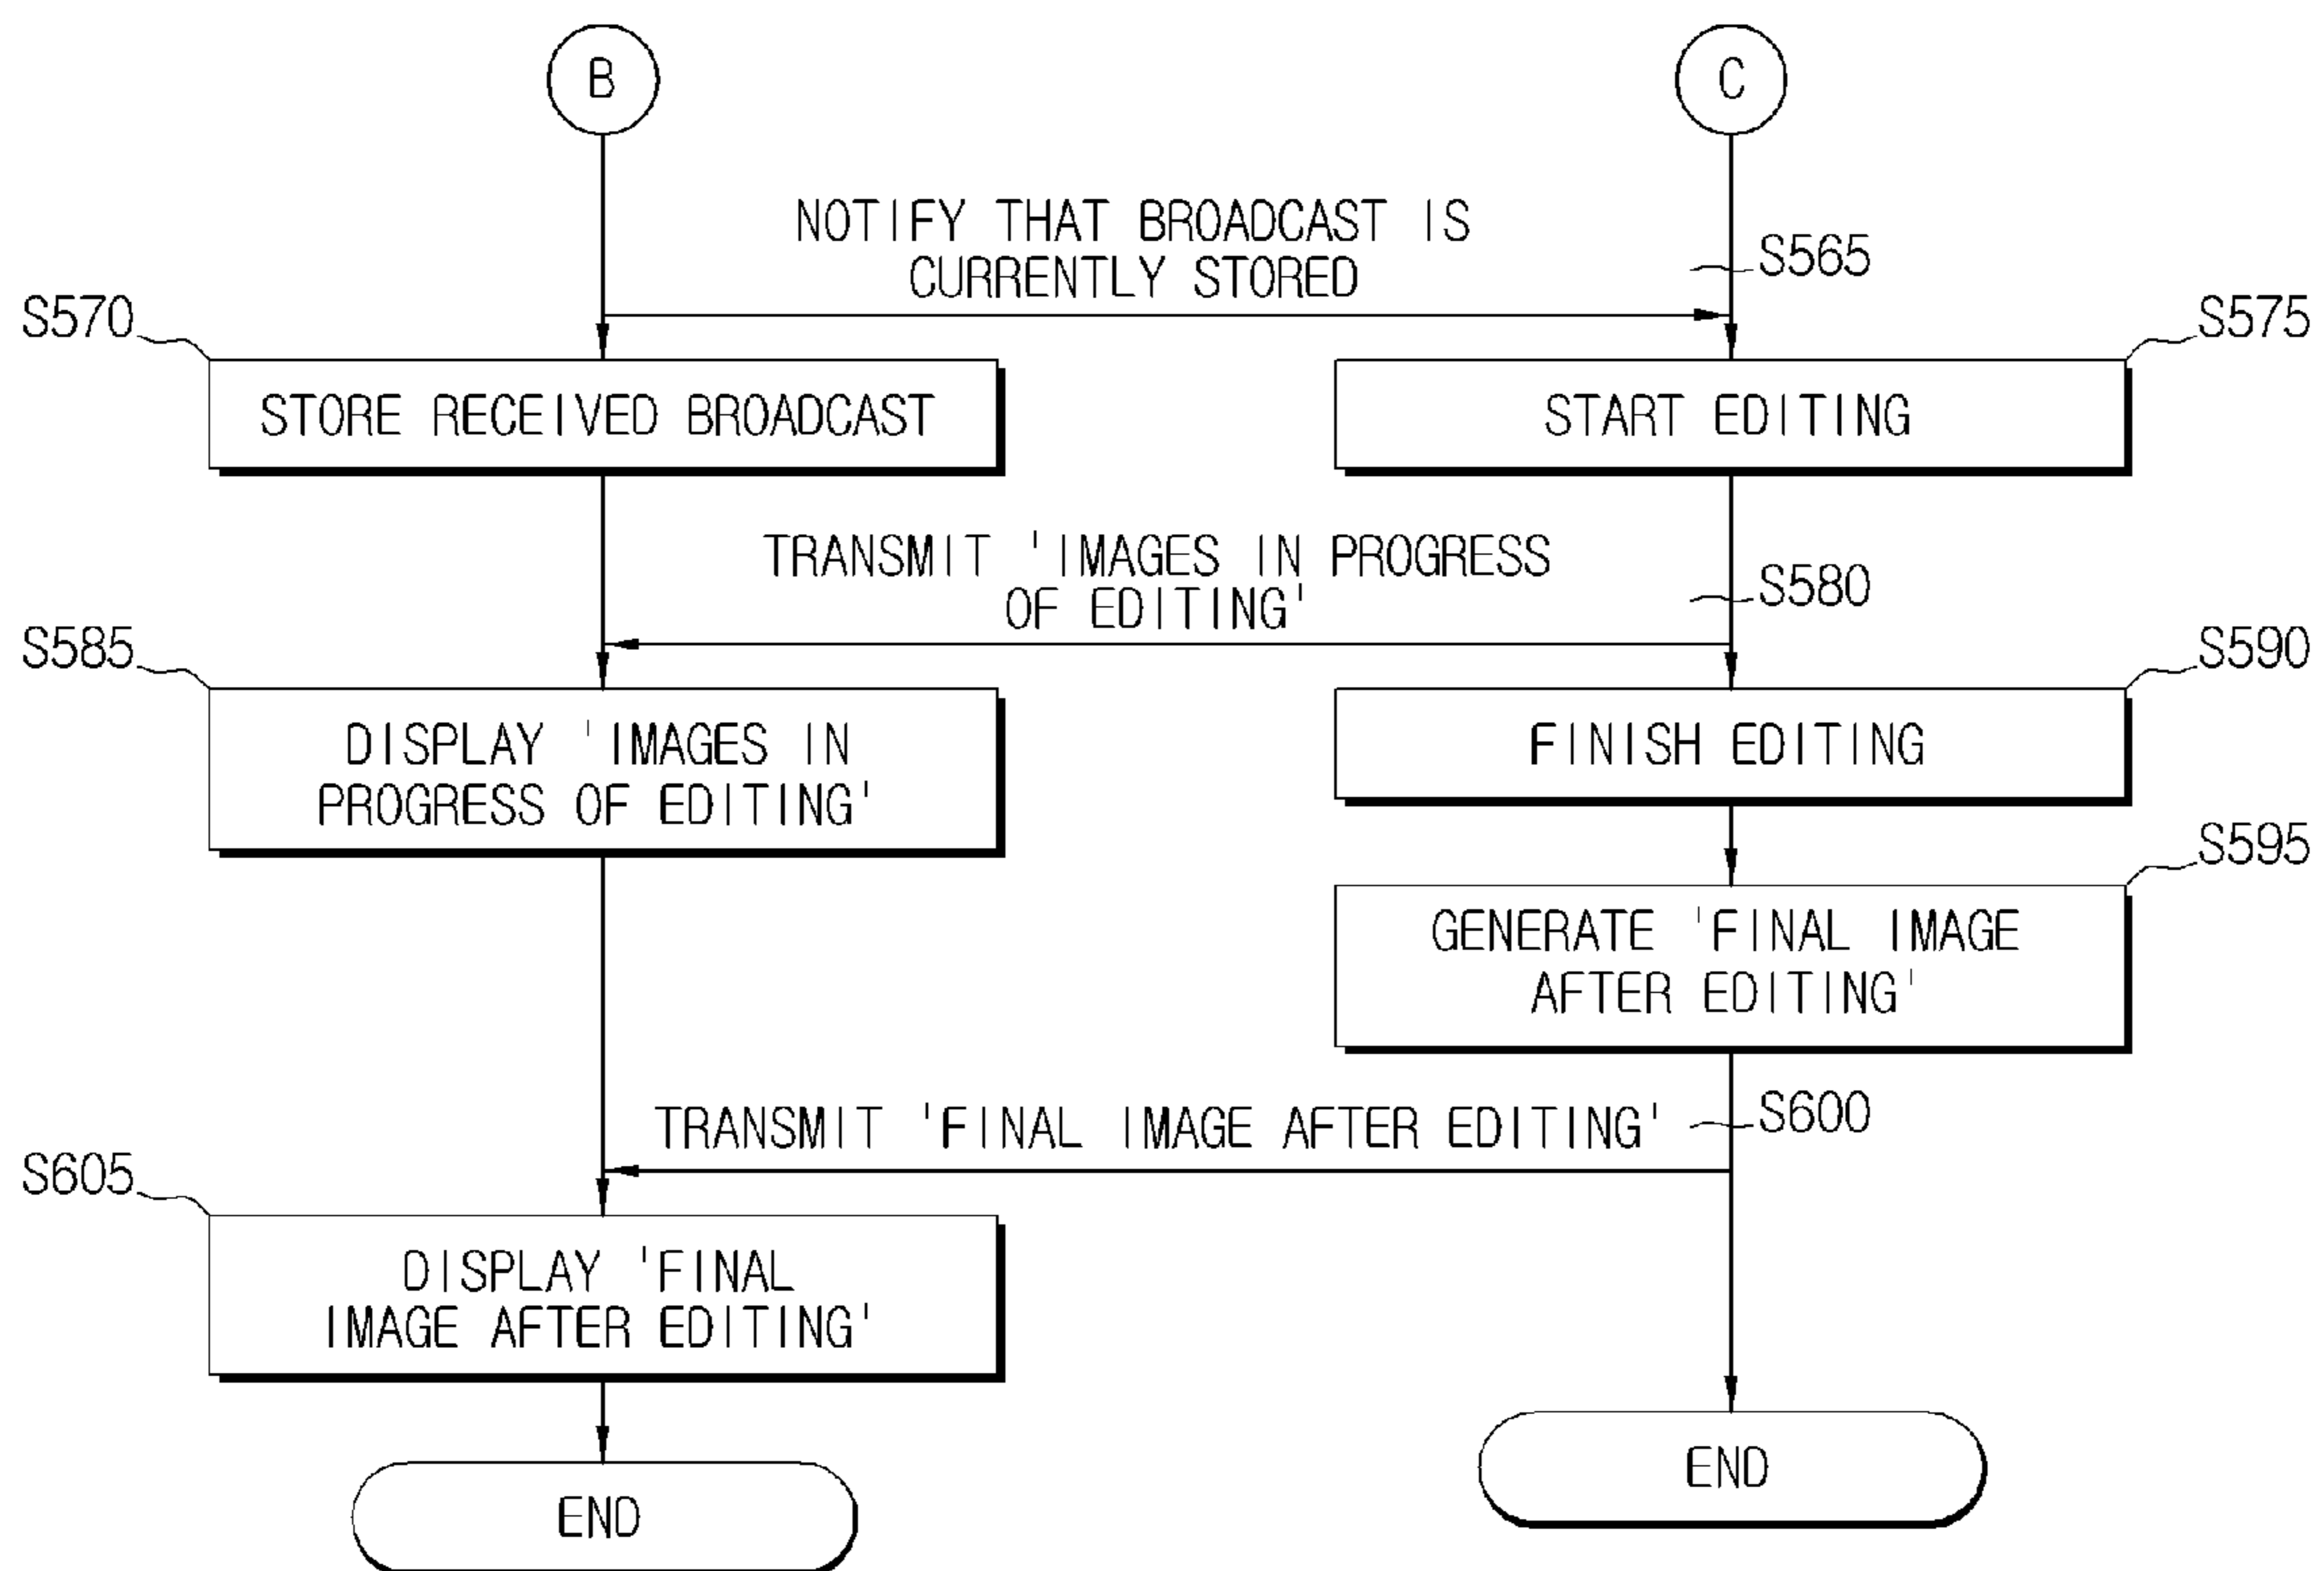 B
C
NOTIFY THAT BROADCAST IS
CURRENTLY STORED
S565
S570
S575
STORE RECEIVED BROADCAST
START EDITING
TRANSMIT 'IMAGES IN PROGRESS
OF EDITING'
S580
S585
S590
DISPLAY 'IMAGES IN
PROGRESS OF EDITING'
FINISH EDITING
S595
GENERATE 'FINAL IMAGE
AFTER EDITING'
TRANSMIT 'FINAL IMAGE AFTER EDITING'
S600
S605
DISPLAY 'FINAL
IMAGE AFTER EDITING'
END
END